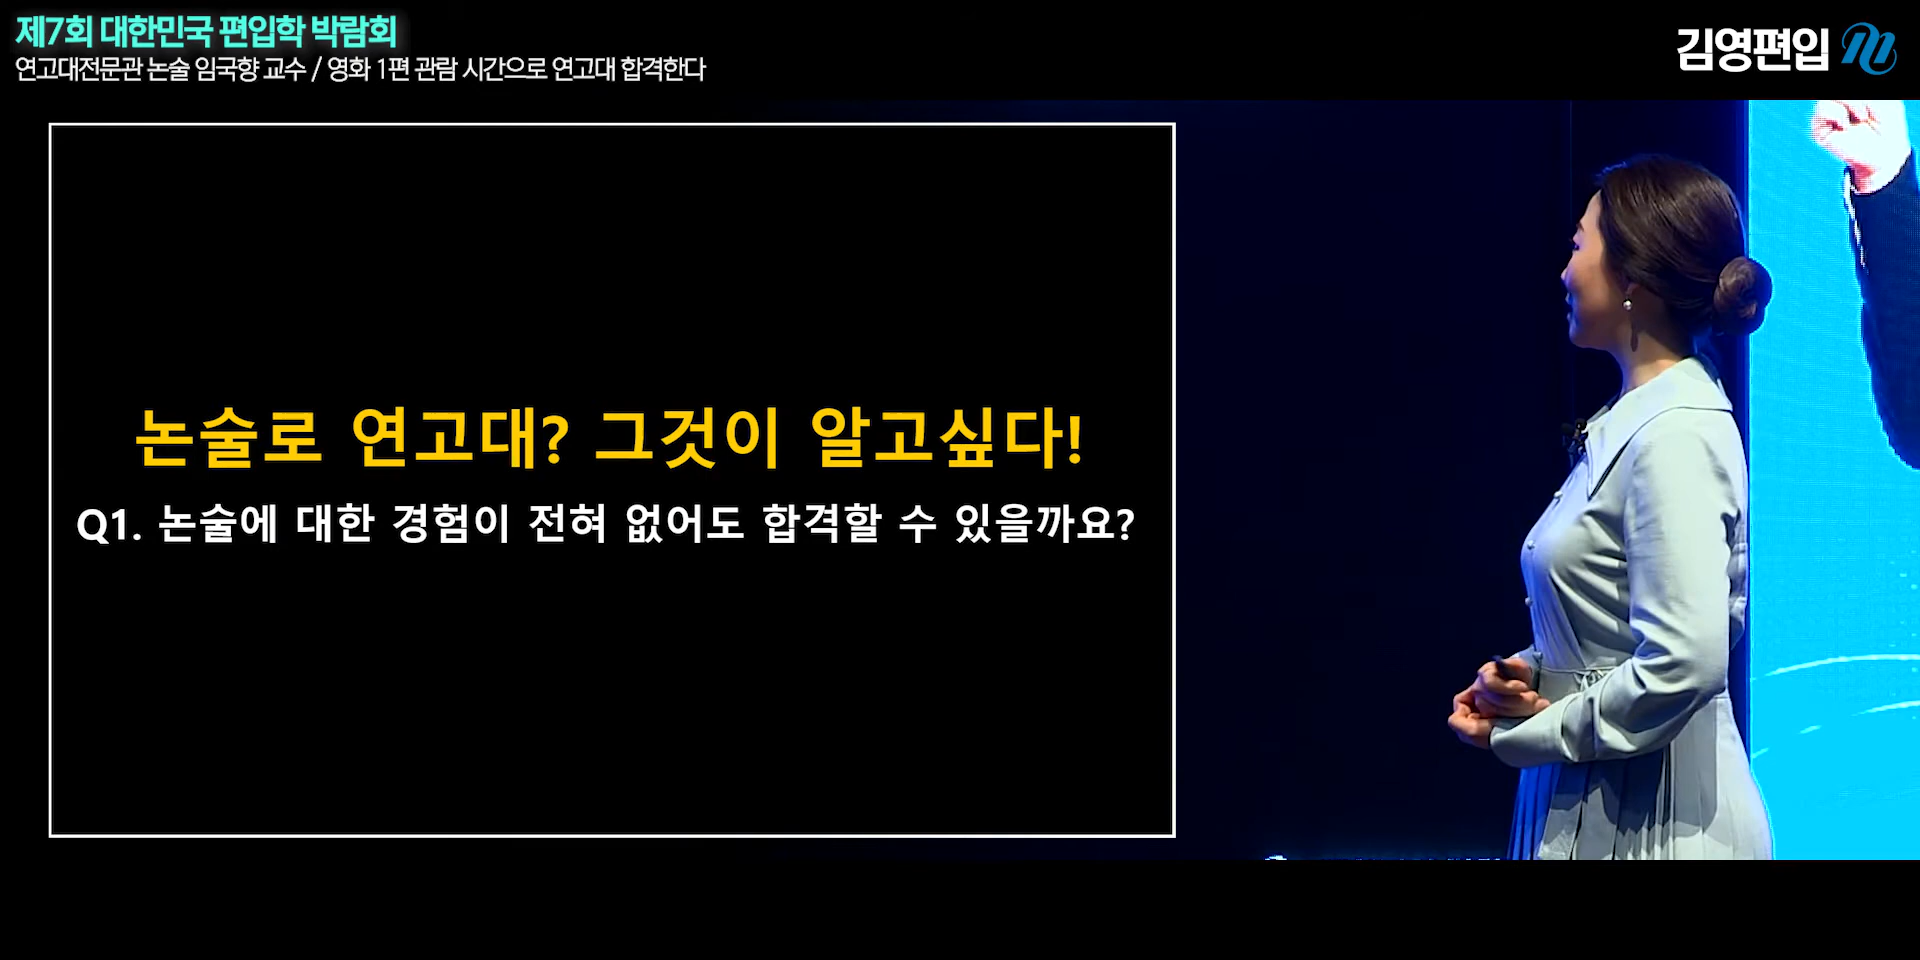 제7회 대한민국 편입학 박람회
연고대전문관 논술 임국향 교수 / 영화 1편 관람 시간으로 연고대 합격한다
김영편입
논술로 연고대? 그것이 알고싶다!
Q1. 논술에 대한 경험이 전혀 없어도 합격할 수 있을까요?